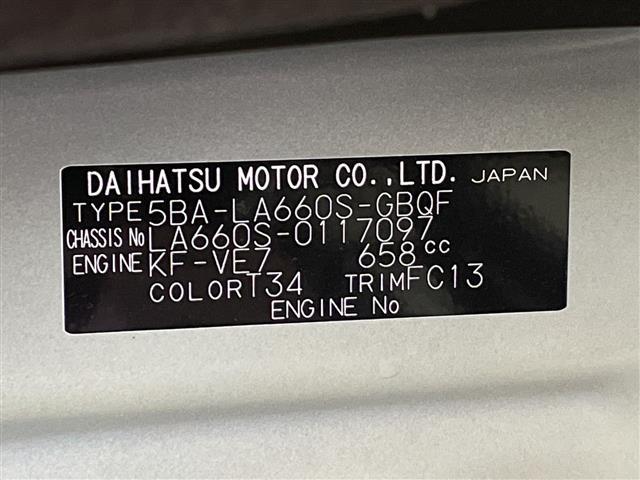 DAIHATSU MOTOR CO.,LTD. JAPAN
TYPE 5BA-LA660S-GBQF
CHASSIS No LA660S-0117097
ENGINE KF-VE7 658cc
COLOR T34 TRIM FC13
ENGINE No